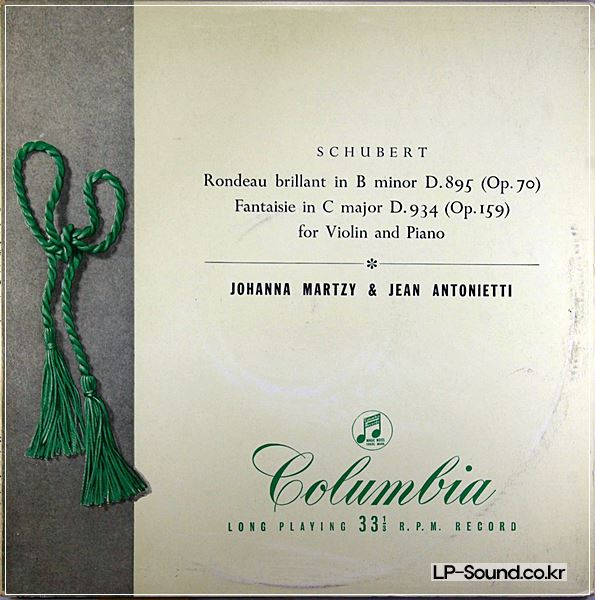 SCHUBERT
Rondeau brillant in B minor D.895 (Op.70)
Fantaisie in C major D.934 (Op.159)
for Violin and Piano
JOHANNA MARTZY & JEAN ANTONIETTI
Columbia
LONG PLAYING 33⅓ R.P.M. RECORD
LP-Sound.co.kr